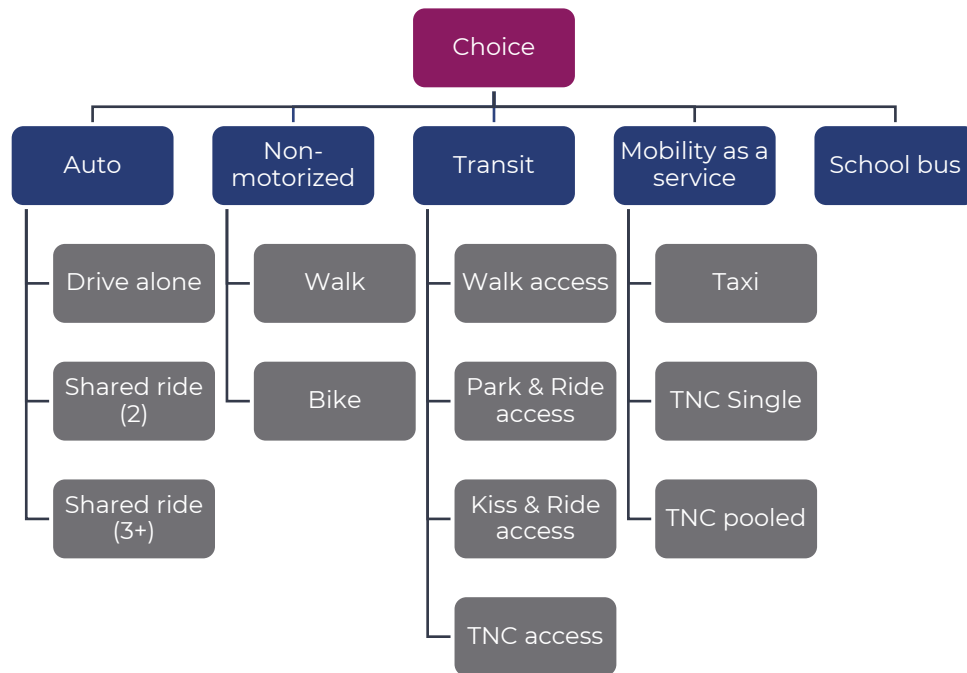 Choice
Auto
Non-
motorized
Transit
Mobility as a
service
School bus
Drive alone
Walk
Walk access
Taxi
Shared ride
(2)
Bike
Park & Ride
access
TNC Single
Shared ride
(3+)
Kiss & Ride
access
TNC pooled
TNC access